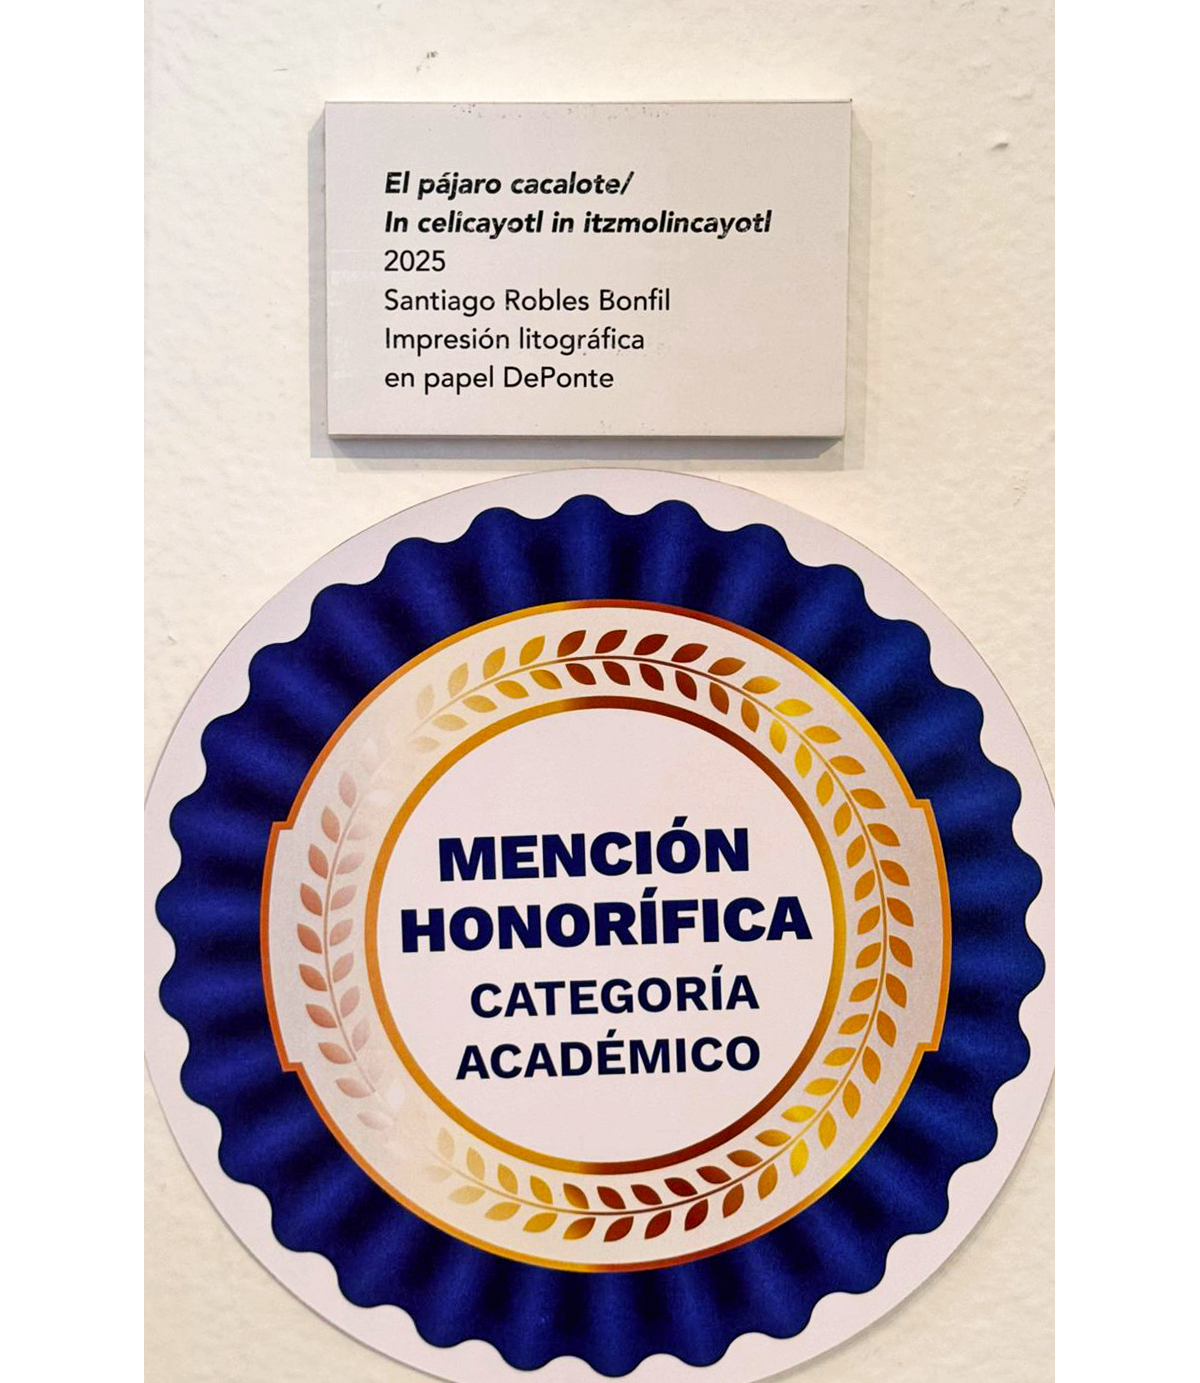 El pájaro cacalote/
In celicayotl in itzmolincayotl
2025
Santiago Robles Bonfil
Impresión litográfica
en papel DePonte
MENCIÓN
HONORÍFICA
CATEGORÍA
ACADÉMICO